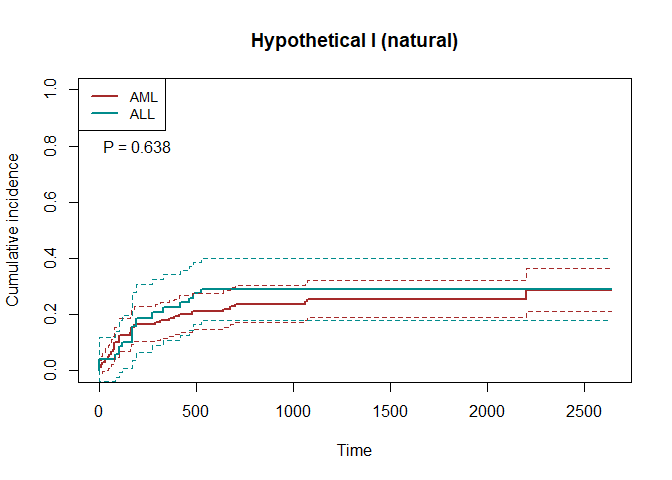 Hypothetical I (natural)
AML
ALL
P = 0.638
Cumulative incidence
1.0
0.8
0.6
0.4
0.2
0.0
0 500 1000 1500 2000 2500
Time